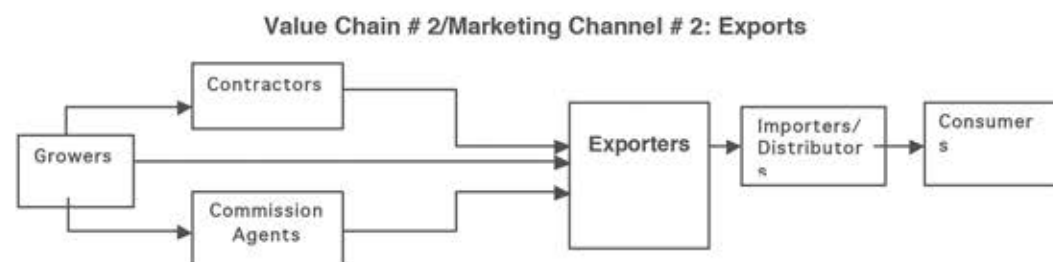 Value Chain # 2/Marketing Channel # 2: Exports
Contractors
Growers
Commission
Agents
Exporters
Importers/
Distributor
s
Consumer
s